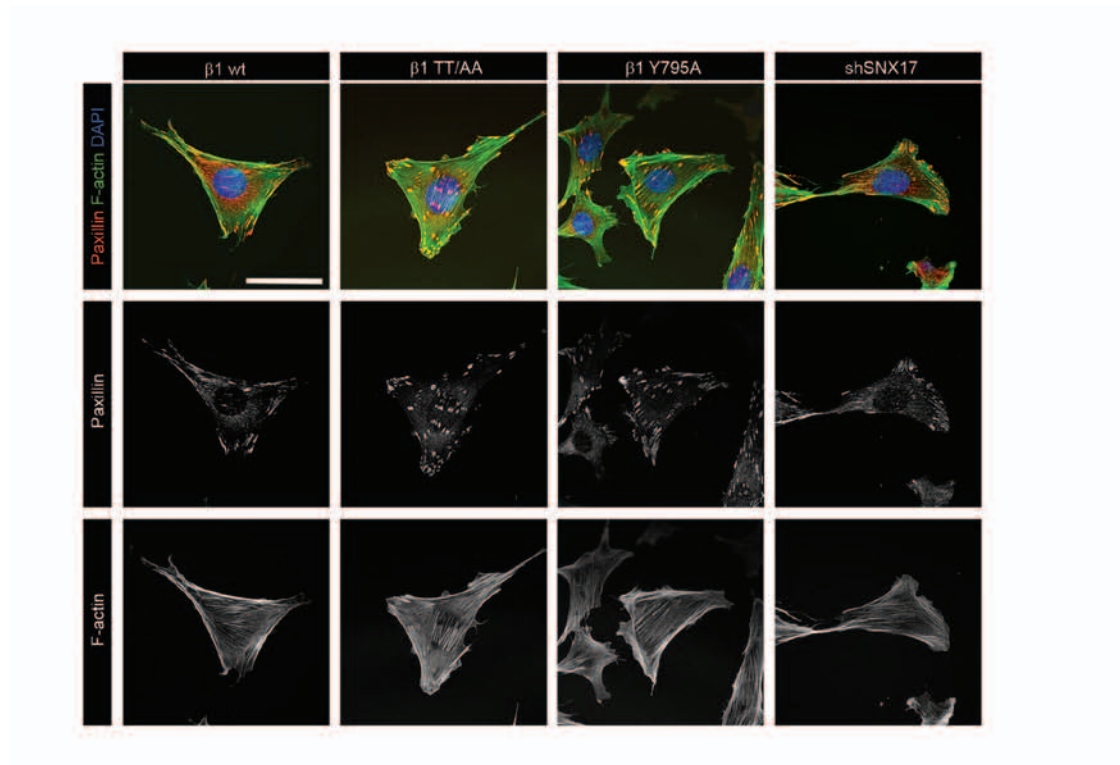 β1 wt
β1 TT/AA
β1 Y795A
shSNX17
Paxillin F-actin DAPI
Paxillin
F-actin